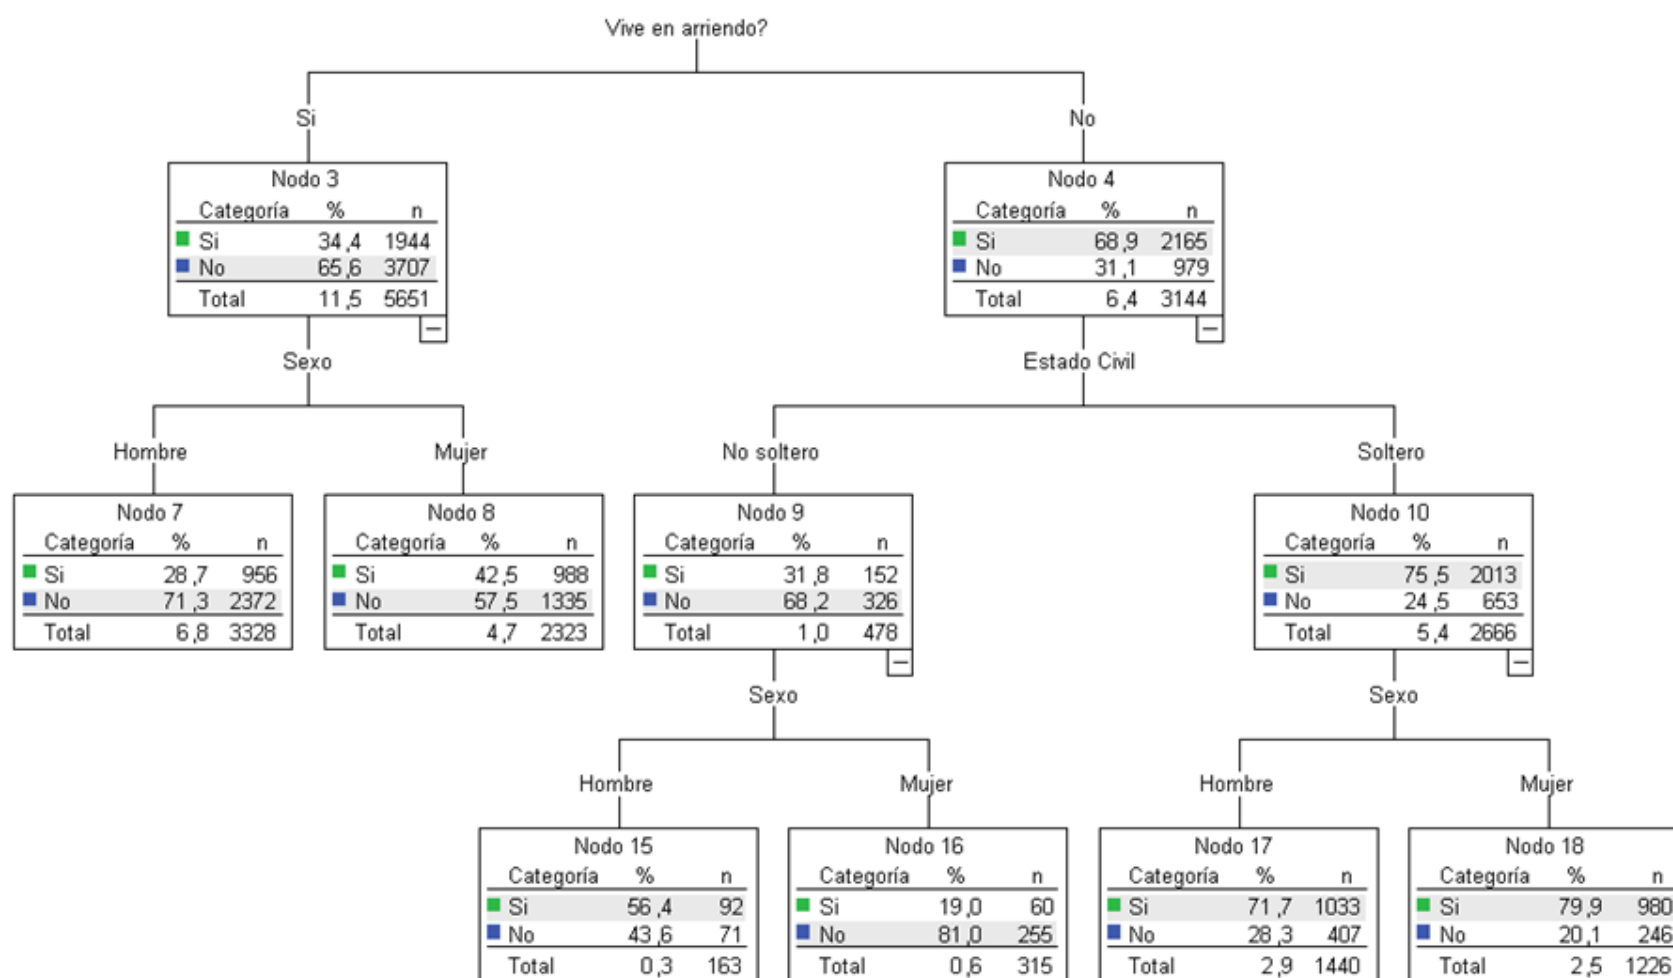 Vive en arriendo?
Si
No
Nodo 3
Categoría % n
Si 34,4 1944
No 65,6 3707
Total 11,5 5651
Nodo 4
Categoría % n
Si 68,9 2165
No 31,1 979
Total 6,4 3144
Sexo
Estado Civil
Hombre
Mujer
No soltero
Soltero
Nodo 7
Categoría % n
Si 28,7 956
No 71,3 2372
Total 6,8 3328
Nodo 8
Categoría % n
Si 42,5 988
No 57,5 1335
Total 4,7 2323
Nodo 9
Categoría % n
Si 31,8 152
No 68,2 326
Total 1,0 478
Nodo 10
Categoría % n
Si 75,5 2013
No 24,5 653
Total 5,4 2666
Sexo
Sexo
Hombre
Mujer
Hombre
Mujer
Nodo 15
Categoría % n
Si 56,4 92
No 43,6 71
Total 0,3 163
Nodo 16
Categoría % n
Si 19,0 60
No 81,0 255
Total 0,6 315
Nodo 17
Categoría % n
Si 71,7 1033
No 28,3 407
Total 2,9 1440
Nodo 18
Categoría % n
Si 79,9 980
No 20,1 246
Total 2,5 1226